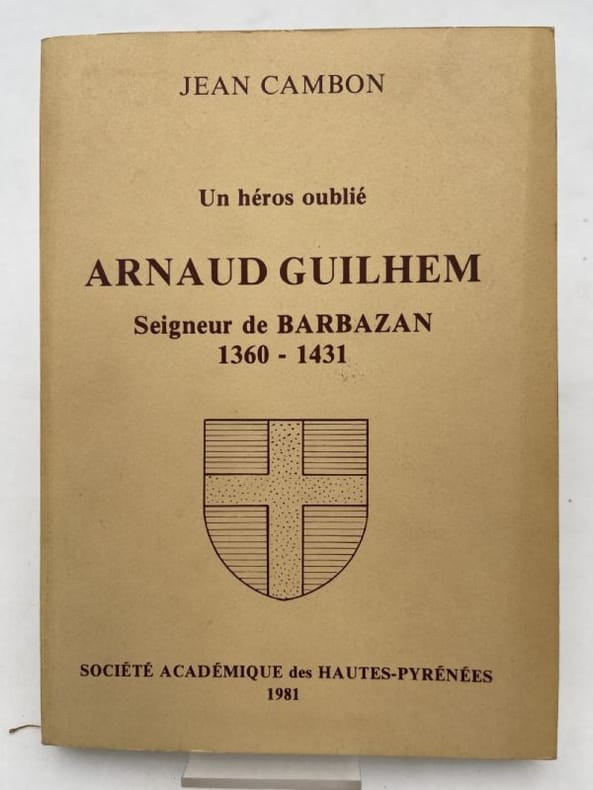 JEAN CAMBON
Un héros oublié
ARNAUD GUILHEM
Seigneur de BARBAZAN
1360 - 1431
SOCIÉTÉ ACADÉMIQUE des HAUTES-PYRÉNÉES
1981